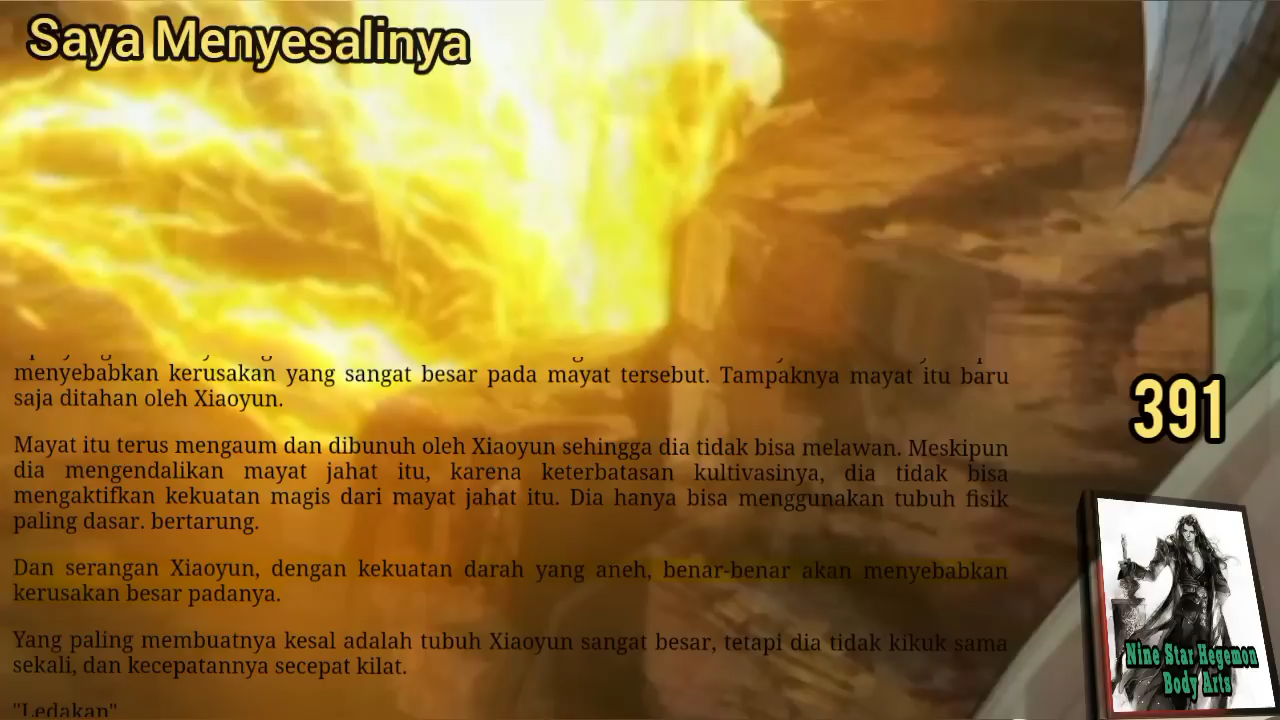 Saya Menyesalinya
menyebabkan kerusakan yang sangat besar pada mayat tersebut. Tampaknya mayat itu baru
saja ditahan oleh Xiaoyun.
Mayat itu terus mengaum dan dibunuh oleh Xiaoyun sehingga dia tidak bisa melawan. Meskipun
dia mengendalikan mayat jahat itu, karena keterbatasan kultivasinya, dia tidak bisa
mengaktifkan kekuatan magis dari mayat jahat itu. Dia hanya bisa menggunakan tubuh fisik
paling dasar. bertarung.
Dan serangan Xiaoyun, dengan kekuatan darah yang aneh, benar-benar akan menyebabkan
kerusakan besar padanya.
Yang paling membuatnya kesal adalah tubuh Xiaoyun sangat besar, tetapi dia tidak kikuk sama
sekali, dan kecepatannya secepat kilat.
"Ledakan"
391
Nine Star Hegemon
Body Arts